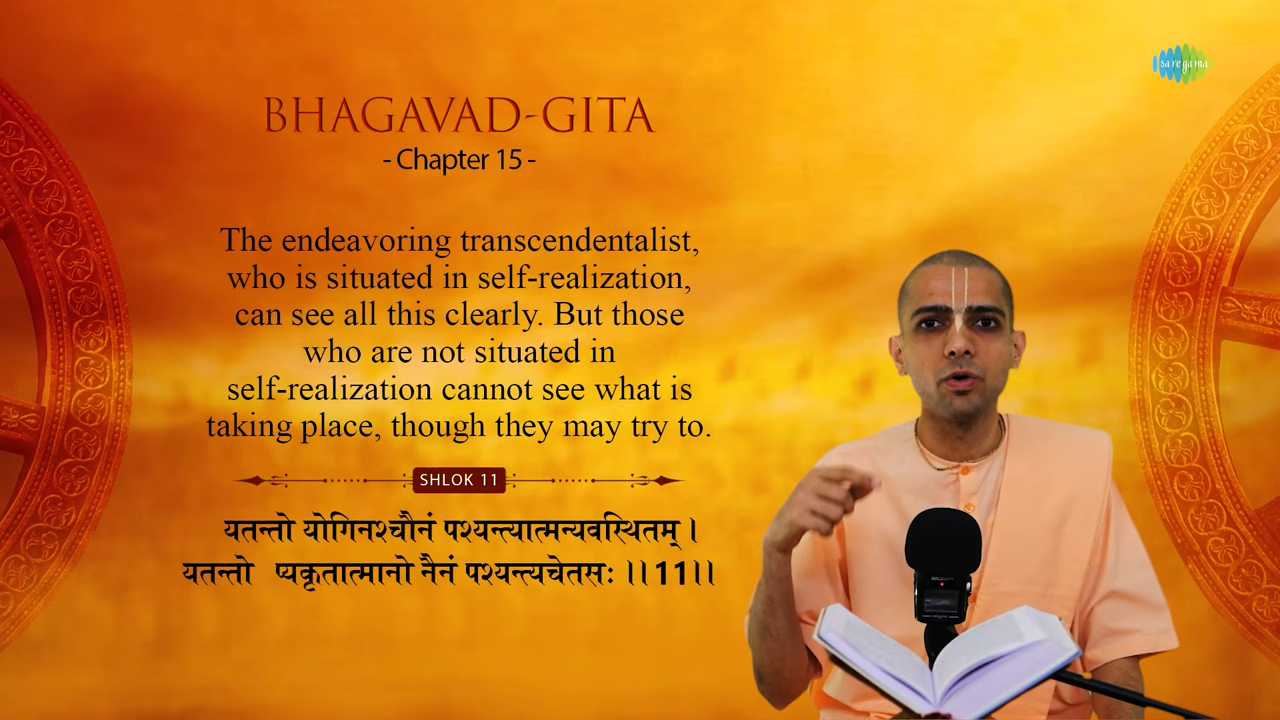 saregama
BHAGAVAD-GITA
- Chapter 15 -
The endeavoring transcendentalist,
who is situated in self-realization,
can see all this clearly. But those
who are not situated in
self-realization cannot see what is
taking place, though they may try to.
SHLOK 11
यतन्तो योगिनश्चौनं पश्यन्त्यात्मन्यवस्थितम् ।
यतन्तो प्यकृतात्मानो नैनं पश्यन्त्यचेतसः ।। 11।।